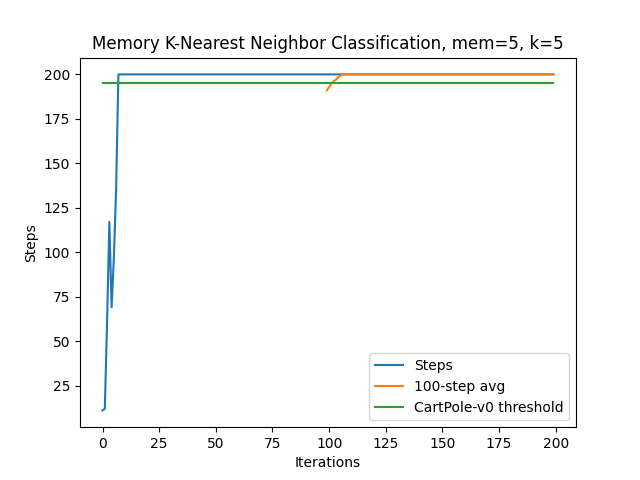 Memory K-Nearest Neighbor Classification, mem=5, k=5
200
175
150
125
100
75
50
25
Steps
0
25
50
75
100
125
150
175
200
Iterations
Steps
100-step avg
CartPole-v0 threshold